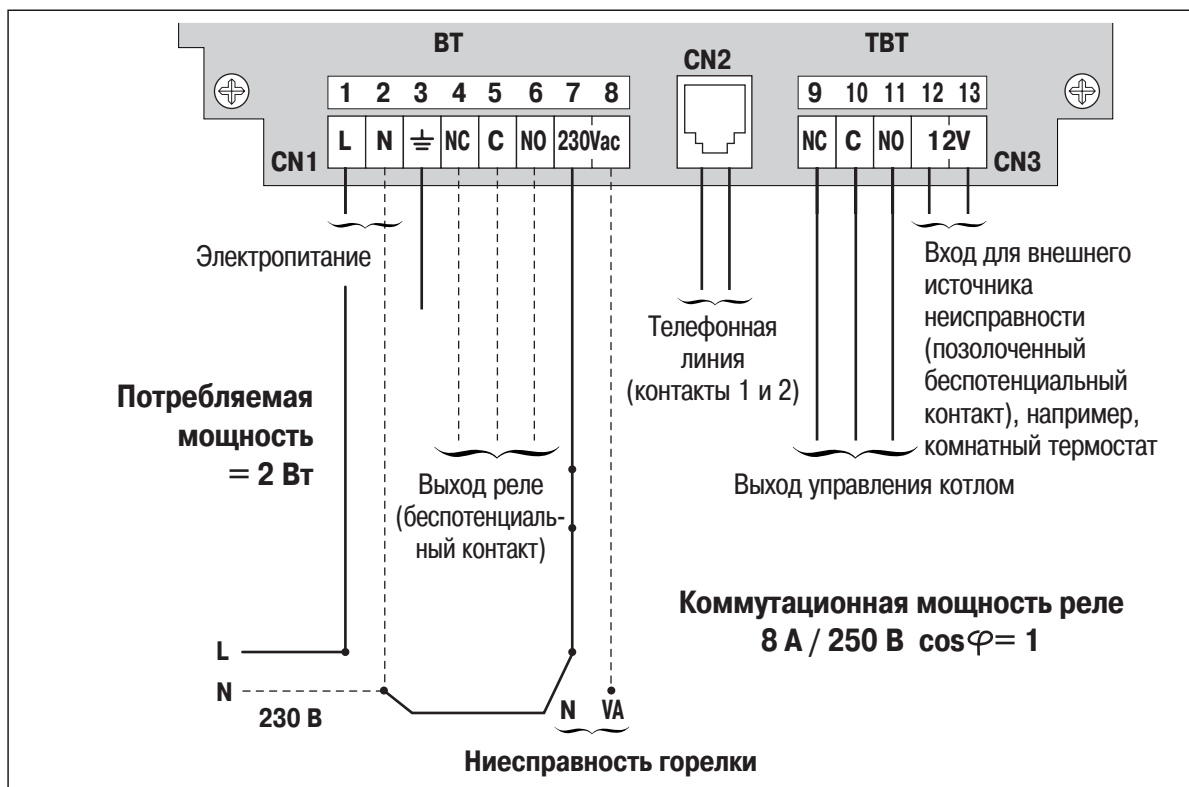 BT
CN2
TBT
1 2 3 4 5 6 7 8
9 10 11 12 13
CN1
L N NC C NO 230Vac
NC C NO 12V
CN3
Электропитание
Телефонная
линия
(контакты 1 и 2)
Вход для внешнего
источника
неисправности
(позолоченный
беспотенциальный
контакт), например,
комнатный термостат
Потребляемая
мощность
= 2 Вт
Выход реле
(беспотенциаль-
ный контакт)
Выход управления котлом
Коммутационная мощность реле
8 А / 250 В cosφ= 1
L
N
230 В
N VA
Ниесправность горелки